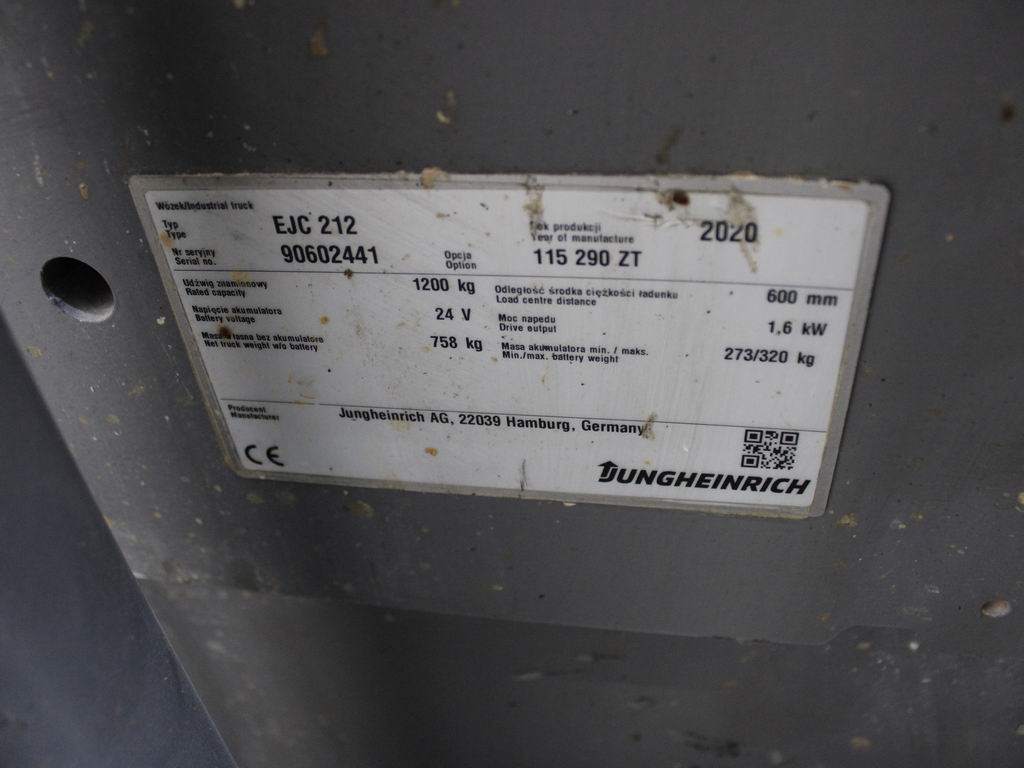 Wózek/Industrial truck
Typ
Type
EJC 212
Rok produkcji
Year of manufacture
2020
Nr seryjny
Serial no.
90602441
Opcja
Option
115 290 ZT
Udźwig znamionowy
Rated capacity
1200 kg
Odległość środka ciężkości ładunku
Load centre distance
600 mm
Napięcie akumulatora
Battery voltage
24 V
Moc napędu
Drive output
1,6 kW
Masa własna bez akumulatora
Net truck weight w/o battery
758 kg
Masa akumulatora min. / maks.
Min./max. battery weight
273/320 kg
Producent
Manufacturer
Jungheinrich AG, 22039 Hamburg, Germany
CE
JUNGHEINRICH